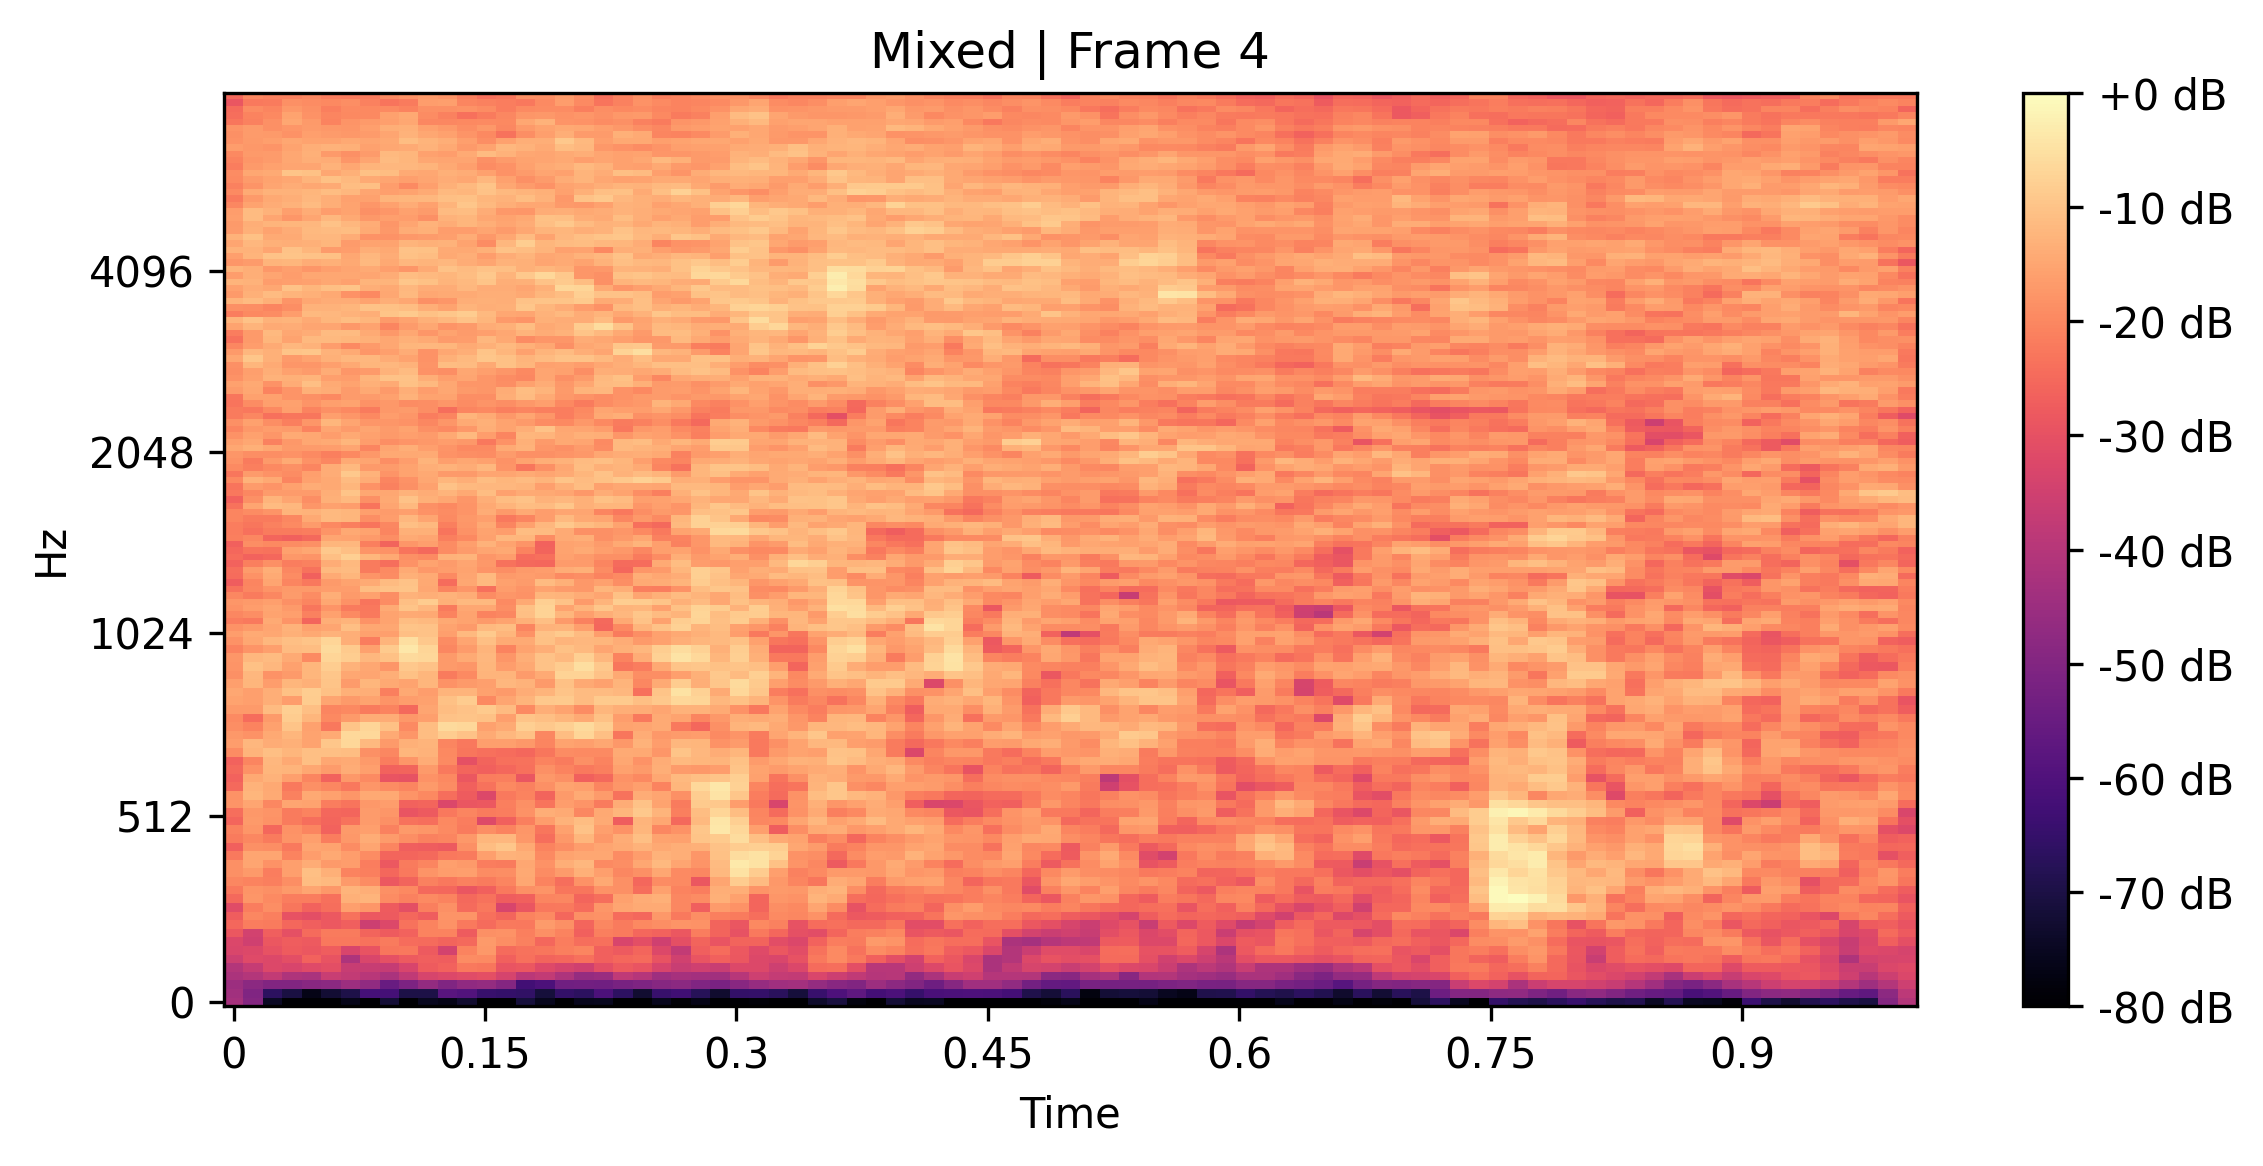 Mixed | Frame 4
Hz
4096
2048
1024
512
0
0 0.15 0.3 0.45 0.6 0.75 0.9
Time
+0 dB
-10 dB
-20 dB
-30 dB
-40 dB
-50 dB
-60 dB
-70 dB
-80 dB